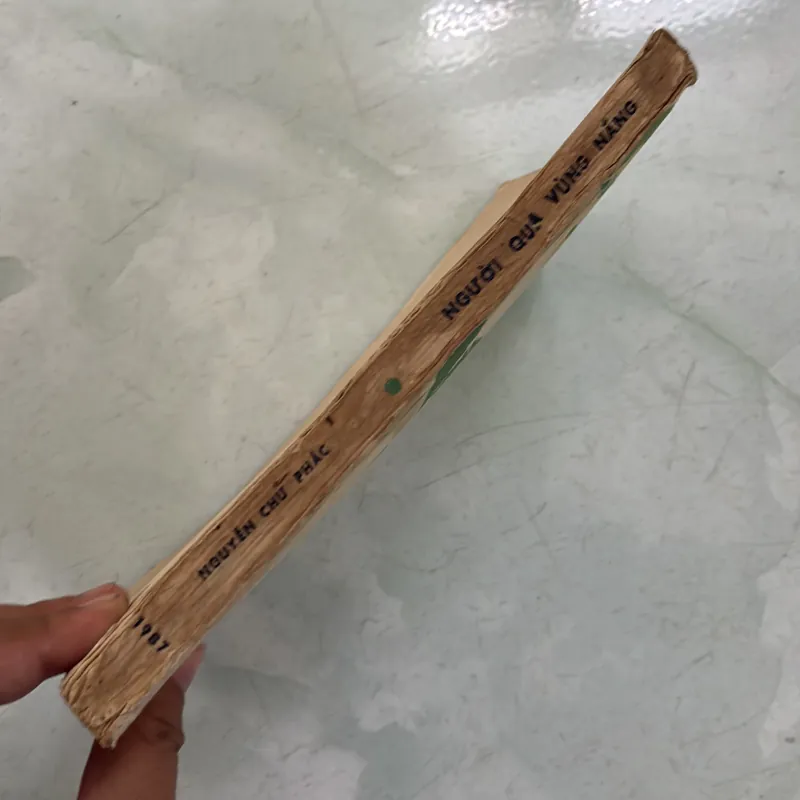 NGƯỜI QUA VÙNG NẮNG
NGUYỄN CHU PHÁC
1987